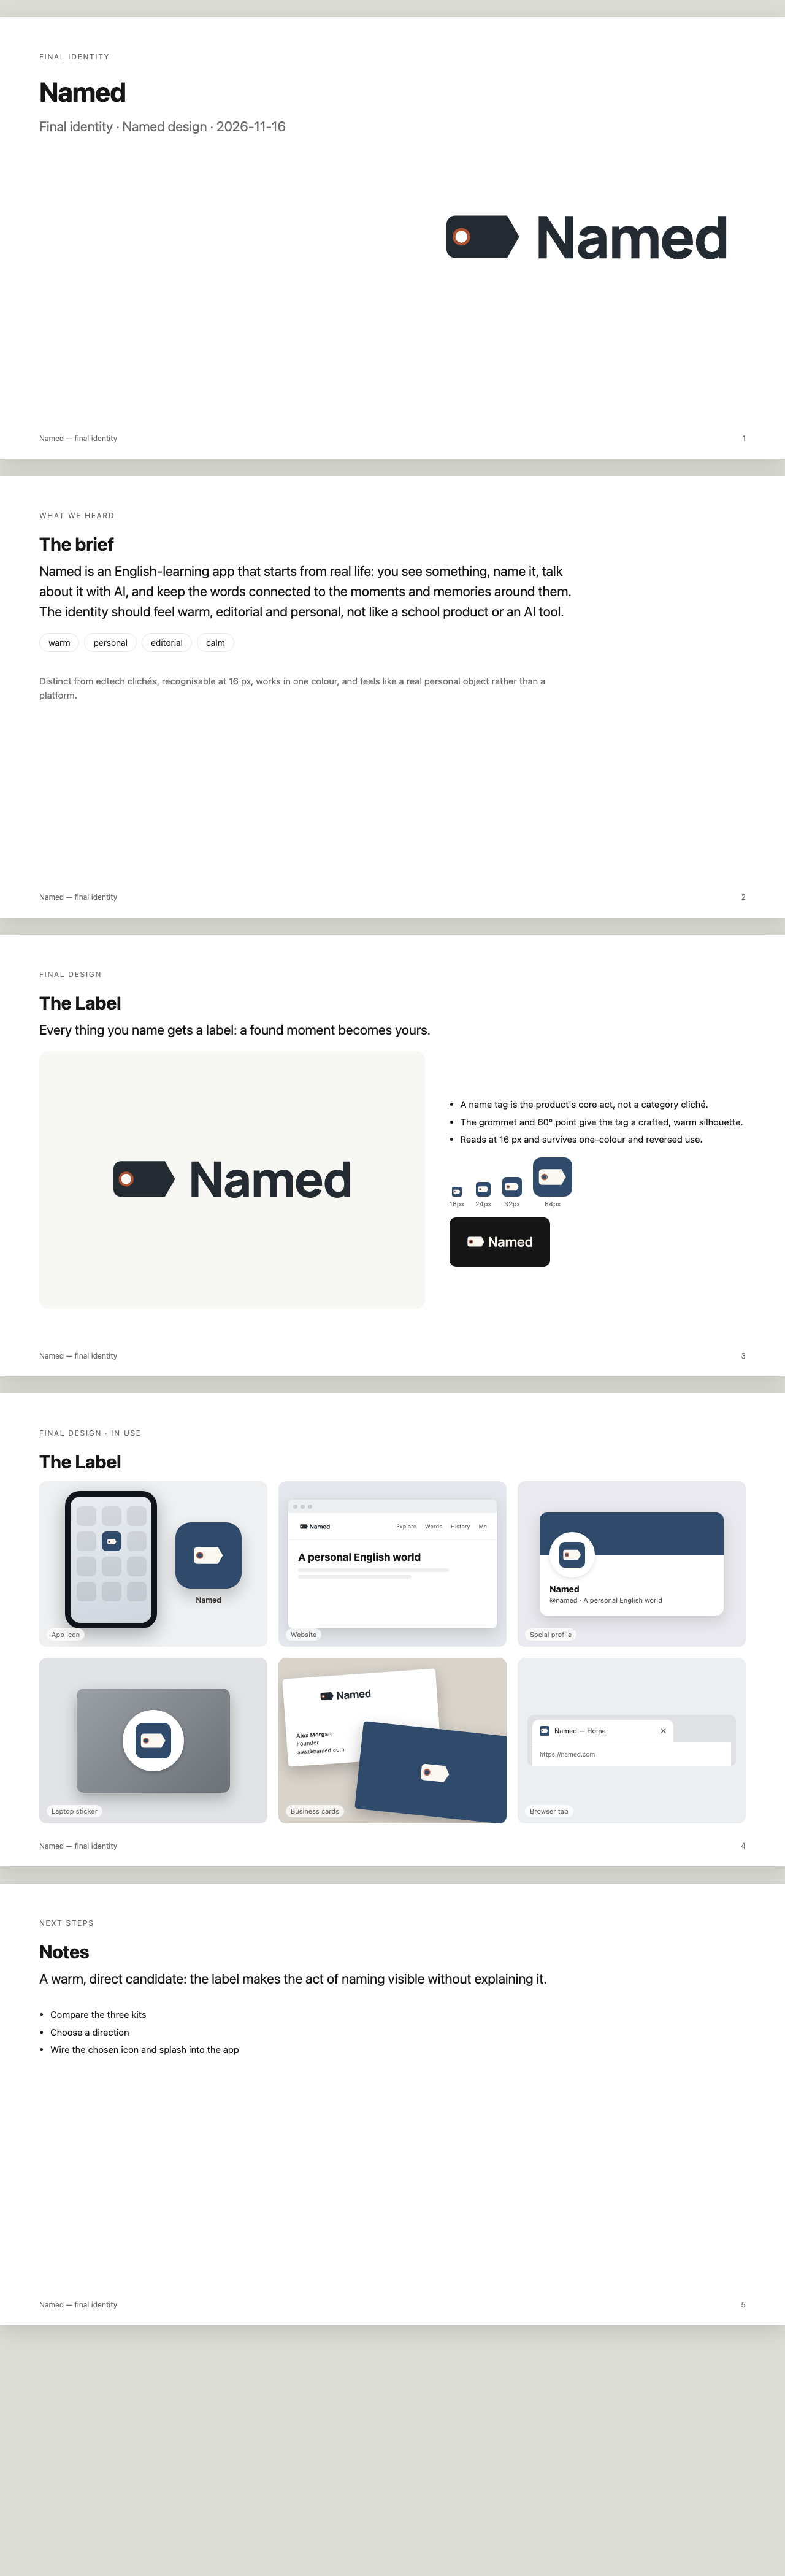 FINAL IDENTITY
Named
Final identity · Named design · 2026-11-16
Named
Named — final identity
1
WHAT WE HEARD
The brief
Named is an English-learning app that starts from real life: you see something, name it, talk
about it with AI, and keep the words connected to the moments and memories around them.
The identity should feel warm, editorial and personal, not like a school product or an AI tool.
warm
personal
editorial
calm
Distinct from edtech clichés, recognisable at 16 px, works in one colour, and feels like a real personal object rather than a
platform.
Named — final identity
2
FINAL DESIGN
The Label
Every thing you name gets a label: a found moment becomes yours.
Named
• A name tag is the product's core act, not a category cliché.
• The grommet and 60° point give the tag a crafted, warm silhouette.
• Reads at 16 px and survives one-colour and reversed use.
16px
24px
32px
64px
Named
Named — final identity
3
FINAL DESIGN · IN USE
The Label
Named
App icon
Named
Explore
Words
History
Me
A personal English world
Website
Named
@named · A personal English world
Social profile
Laptop sticker
Named
Alex Morgan
Founder
alex@named.com
Business cards
Named — Home
×
https://named.com
Browser tab
Named — final identity
4
NEXT STEPS
Notes
A warm, direct candidate: the label makes the act of naming visible without explaining it.
• Compare the three kits
• Choose a direction
• Wire the chosen icon and splash into the app
Named — final identity
5